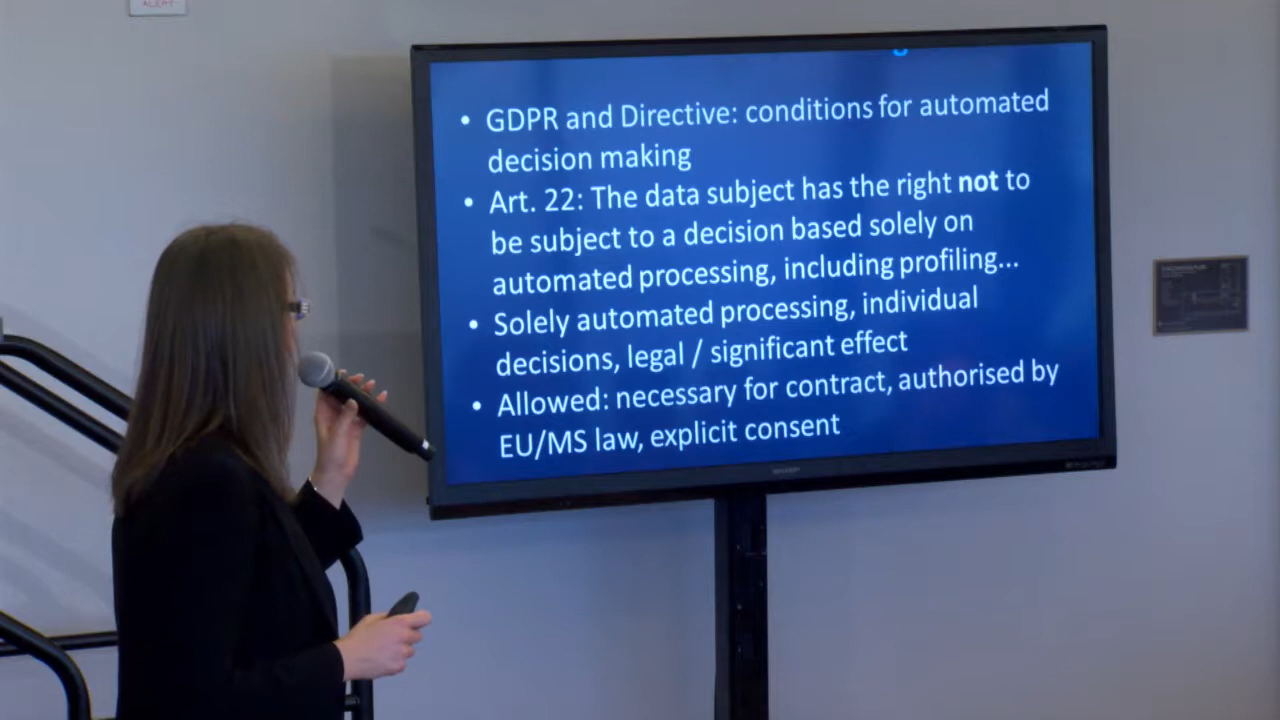 ALERT
• GDPR and Directive: conditions for automated
decision making
• Art. 22: The data subject has the right not to
be subject to a decision based solely on
automated processing, including profiling...
• Solely automated processing, individual
decisions, legal / significant effect
• Allowed: necessary for contract, authorised by
EU/MS law, explicit consent
SHARP